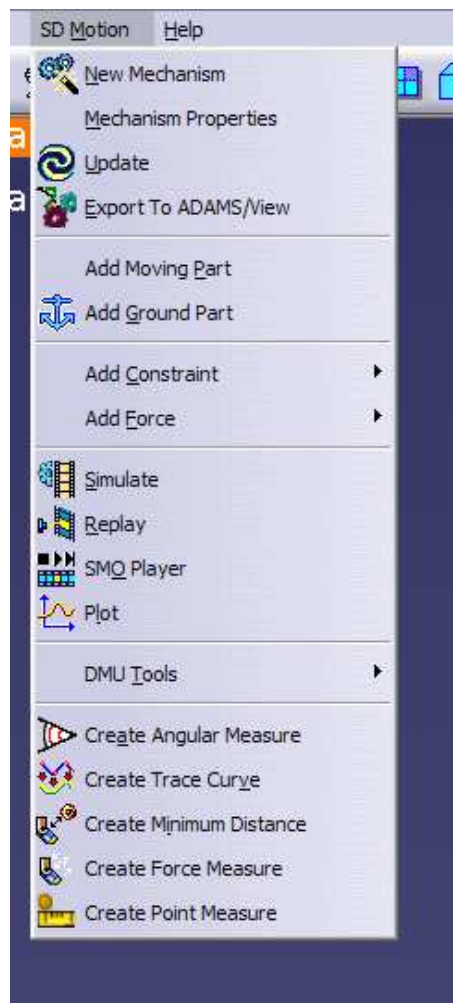 SD Motion Help
New Mechanism
Mechanism Properties
a
Update
a
Export To ADAMS/View
Add Moving Part
Add Ground Part
Add Constraint
Add Force
Simulate
Replay
SMO Player
Plot
DMU Tools
Create Angular Measure
Create Trace Curve
Create Minimum Distance
Create Force Measure
Create Point Measure